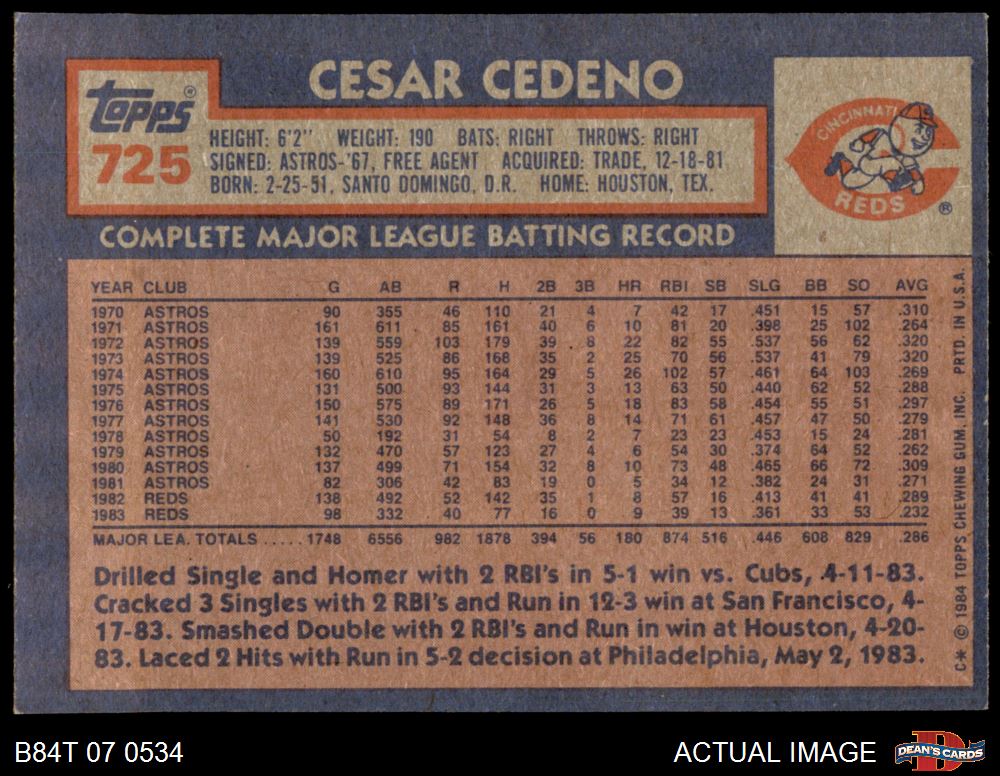 CESAR CEDENO
Topps®
725
HEIGHT: 6'2" WEIGHT: 190 BATS: RIGHT THROWS: RIGHT
SIGNED: ASTROS-'67, FREE AGENT ACQUIRED: TRADE, 12-18-81
BORN: 2-25-51, SANTO DOMINGO, D.R. HOME: HOUSTON, TEX.
CINCINNATI
REDS
®
COMPLETE MAJOR LEAGUE BATTING RECORD
YEAR CLUB G AB R H 2B 3B HR RBI SB SLG BB SO AVG
1970 ASTROS 90 355 46 110 21 4 7 42 17 .451 15 57 .310
1971 ASTROS 161 611 85 161 40 6 10 81 20 .398 25 102 .264
1972 ASTROS 139 559 103 179 39 8 22 82 55 .537 56 62 .320
1973 ASTROS 139 525 86 168 35 2 25 70 56 .537 41 79 .320
1974 ASTROS 160 610 95 164 29 5 26 102 57 .461 64 103 .269
1975 ASTROS 131 500 93 144 31 3 13 63 50 .440 62 52 .288
1976 ASTROS 150 575 89 171 26 5 18 83 58 .454 55 51 .297
1977 ASTROS 141 530 92 148 36 8 14 71 61 .457 47 50 .279
1978 ASTROS 50 192 31 54 8 2 7 23 23 .453 15 24 .281
1979 ASTROS 132 470 57 123 27 4 6 54 30 .374 64 52 .262
1980 ASTROS 137 499 71 154 32 8 10 73 48 .465 66 72 .309
1981 ASTROS 82 306 42 83 19 0 5 34 12 .382 24 31 .271
1982 REDS 138 492 52 142 35 1 8 57 16 .413 41 41 .289
1983 REDS 98 332 40 77 16 0 9 39 13 .361 33 53 .232
MAJOR LEA. TOTALS ..... 1748 6556 982 1878 394 56 180 874 516 .446 608 829 .286
Drilled Single and Homer with 2 RBI's in 5-1 win vs. Cubs, 4-11-83.
Cracked 3 Singles with 2 RBI's and Run in 12-3 win at San Francisco, 4-
17-83. Smashed Double with 2 RBI's and Run in win at Houston, 4-20-
83. Laced 2 Hits with Run in 5-2 decision at Philadelphia, May 2, 1983.
C* © 1984 TOPPS CHEWING GUM, INC. PRTD. IN U.S.A.
B84T 07 0534
ACTUAL IMAGE
D
DEAN'S CARDS